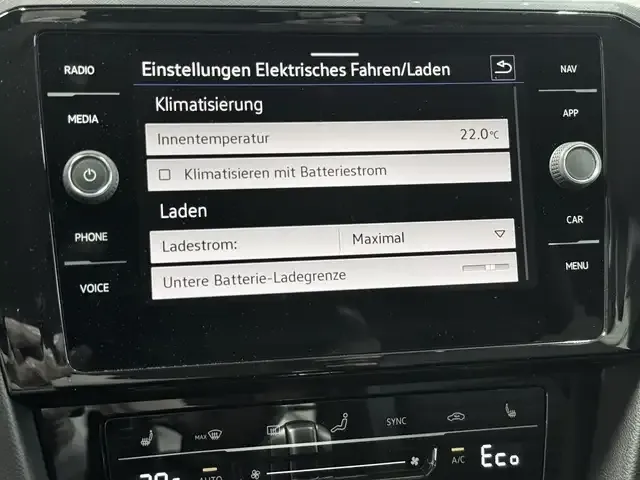 RADIO
MEDIA
PHONE
VOICE
Einstellungen Elektrisches Fahren/Laden
Klimatisierung
Innentemperatur 22.0°C
Klimatisieren mit Batteriestrom
Laden
Ladestrom: Maximal
Untere Batterie-Ladegrenze
NAV
APP
CAR
MENU
MAX
SYNC
AUTO
A/C
Eco